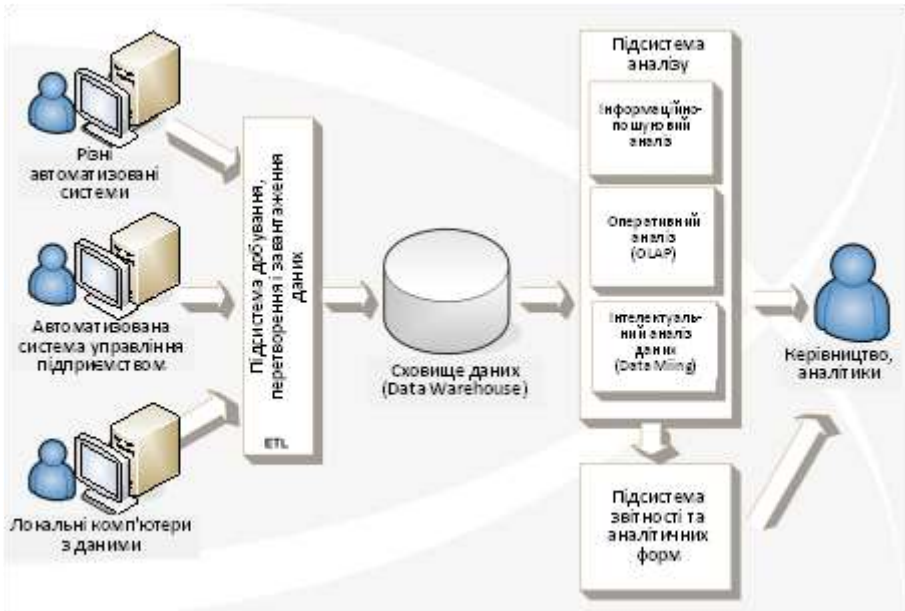 Різні
автоматизовані
системи
Автоматизована
система управління
підприємством
Локальні комп'ютери
з даними
Підсистема добування,
перетворення і завантаження
даних
ETL
Сховище даних
(Data Warehouse)
Підсистема
аналізу
Інформаційно-
пошуковий
аналіз
Оперативний
аналіз
(OLAP)
Інтелектуаль-
ний аналіз
даних
(Data Miing)
Підсистема
звітності та
аналітичних
форм
Керівництво,
аналітики